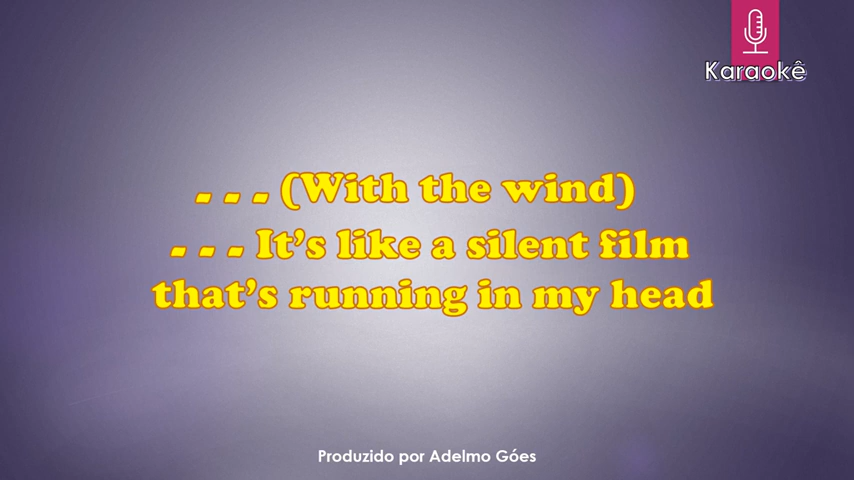 Karaokê
- - - (With the wind)
- - - It's like a silent film
that's running in my head
Produzido por Adelmo Góes